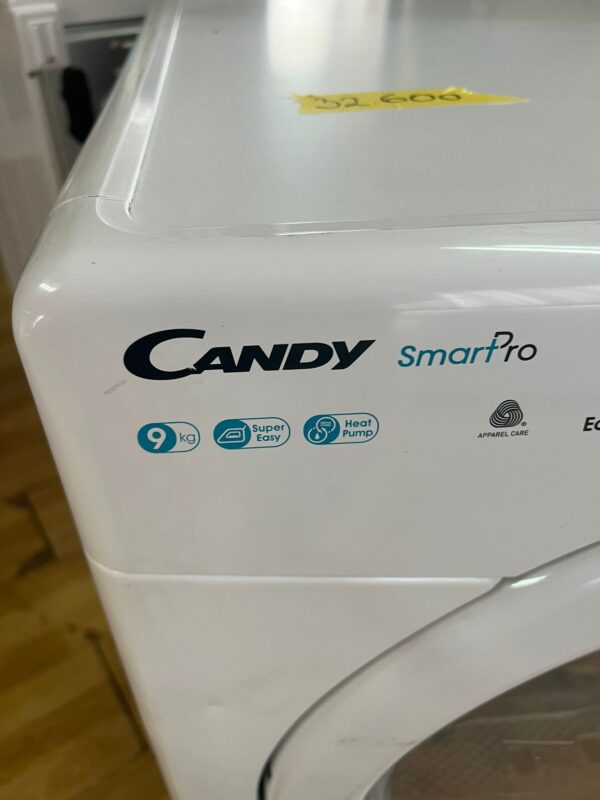 32 600
CANDY SmartPro
9 kg
Super
Easy
Heat
Pump
APPAREL CARE